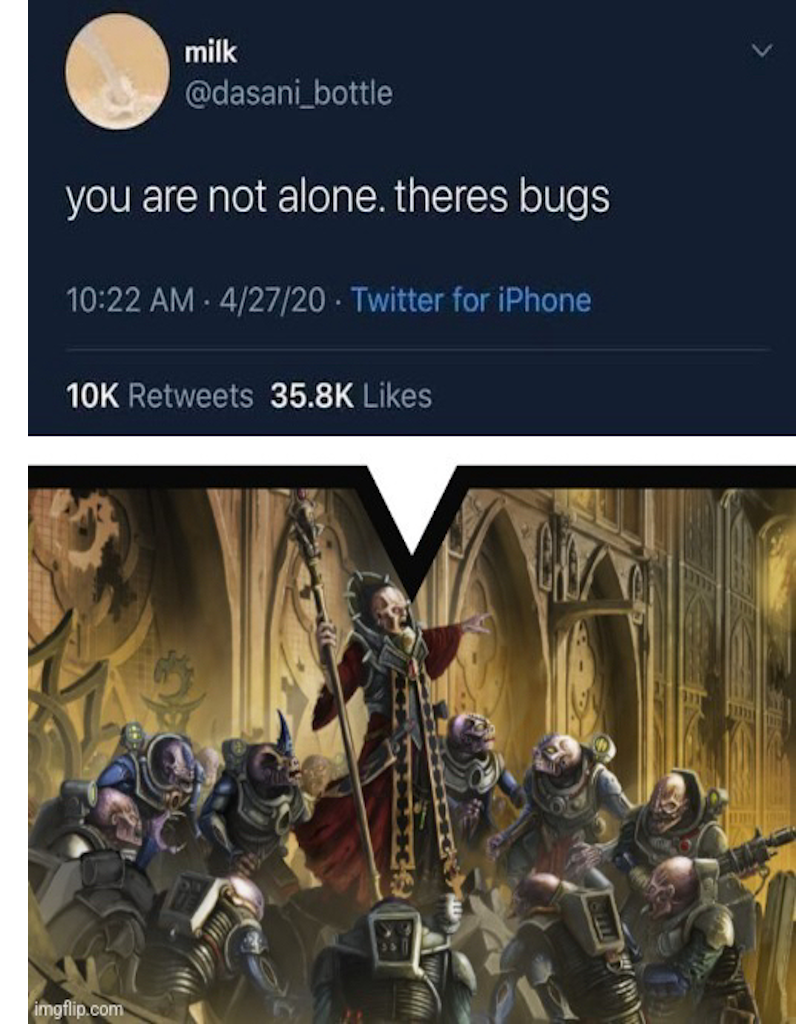 milk
@dasani_bottle
you are not alone. theres bugs
10:22 AM · 4/27/20 · Twitter for iPhone
10K Retweets 35.8K Likes
imgflip.com